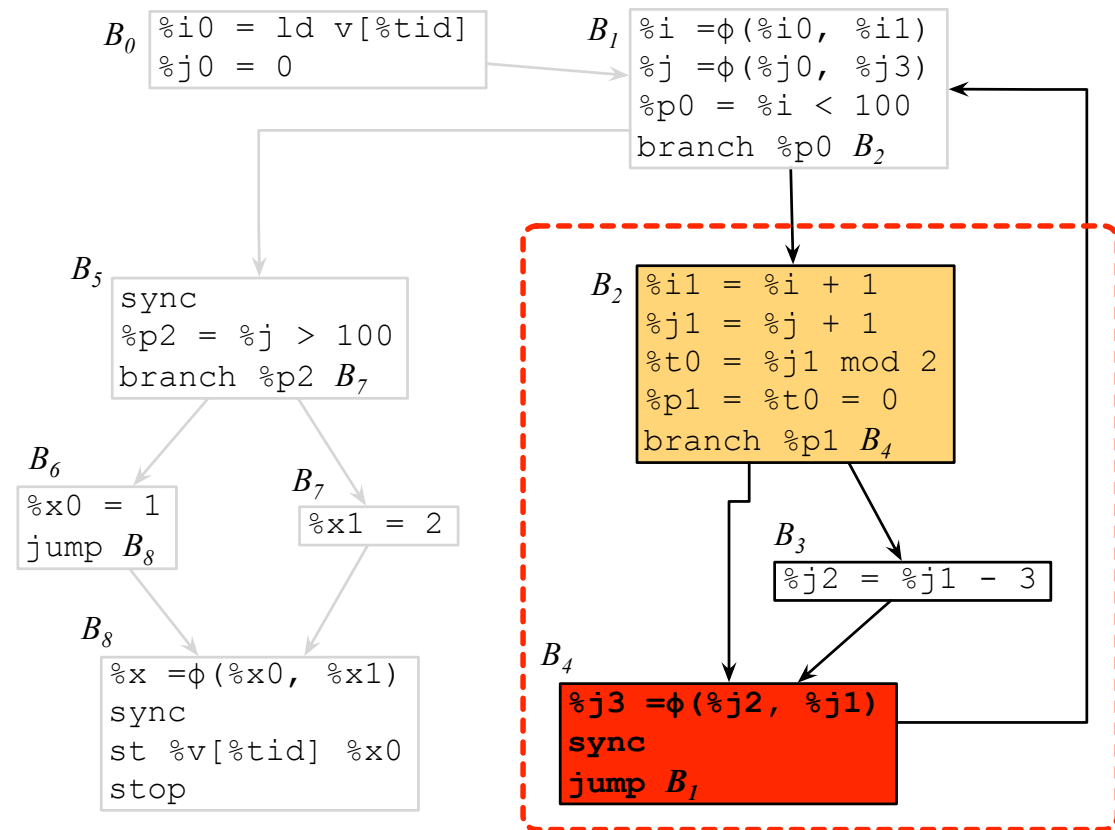 B0
%i0 = ld v[%tid]
%j0 = 0
B1
%i =ϕ(%i0, %i1)
%j =ϕ(%j0, %j3)
%p0 = %i < 100
branch %p0 B2
B5
sync
%p2 = %j > 100
branch %p2 B7
B2
%i1 = %i + 1
%j1 = %j + 1
%t0 = %j1 mod 2
%p1 = %t0 = 0
branch %p1 B4
B6
%x0 = 1
jump B8
B7
%x1 = 2
B3
%j2 = %j1 - 3
B8
%x =ϕ(%x0, %x1)
sync
st %v[%tid] %x0
stop
B4
%j3 =ϕ(%j2, %j1)
sync
jump B1